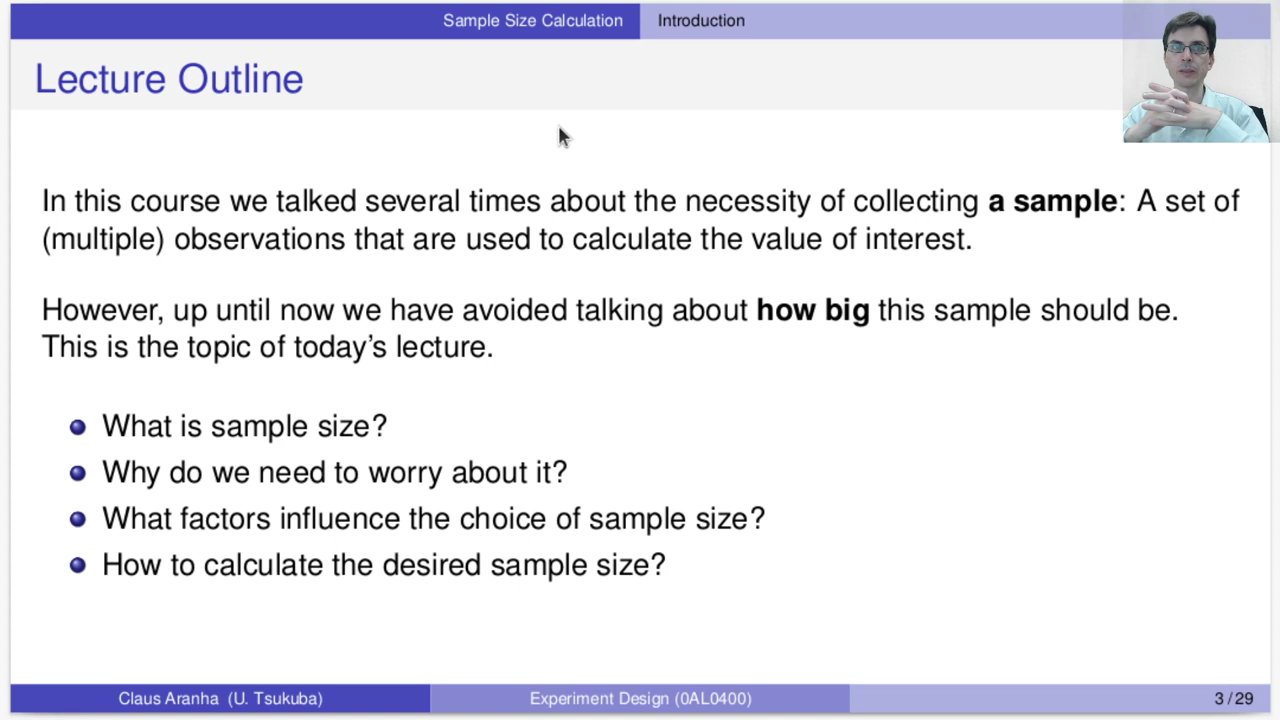 Sample Size Calculation Introduction
Lecture Outline
In this course we talked several times about the necessity of collecting a sample: A set of
(multiple) observations that are used to calculate the value of interest.
However, up until now we have avoided talking about how big this sample should be.
This is the topic of today's lecture.
What is sample size?
Why do we need to worry about it?
What factors influence the choice of sample size?
How to calculate the desired sample size?
Claus Aranha (U. Tsukuba) Experiment Design (0AL0400) 3 / 29